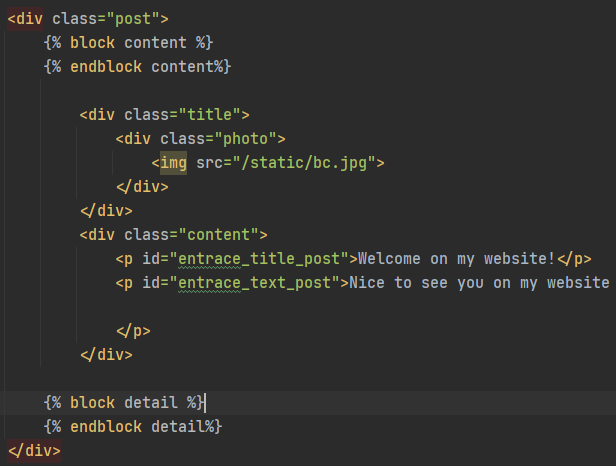 <div class="post">
{% block content %}
{% endblock content%}
<div class="title">
<div class="photo">
<img src="/static/bc.jpg">
</div>
</div>
<div class="content">
<p id="entrace_title_post">Welcome on my website!</p>
<p id="entrace_text_post">Nice to see you on my website
</p>
</div>
{% block detail %}
{% endblock detail%}
</div>